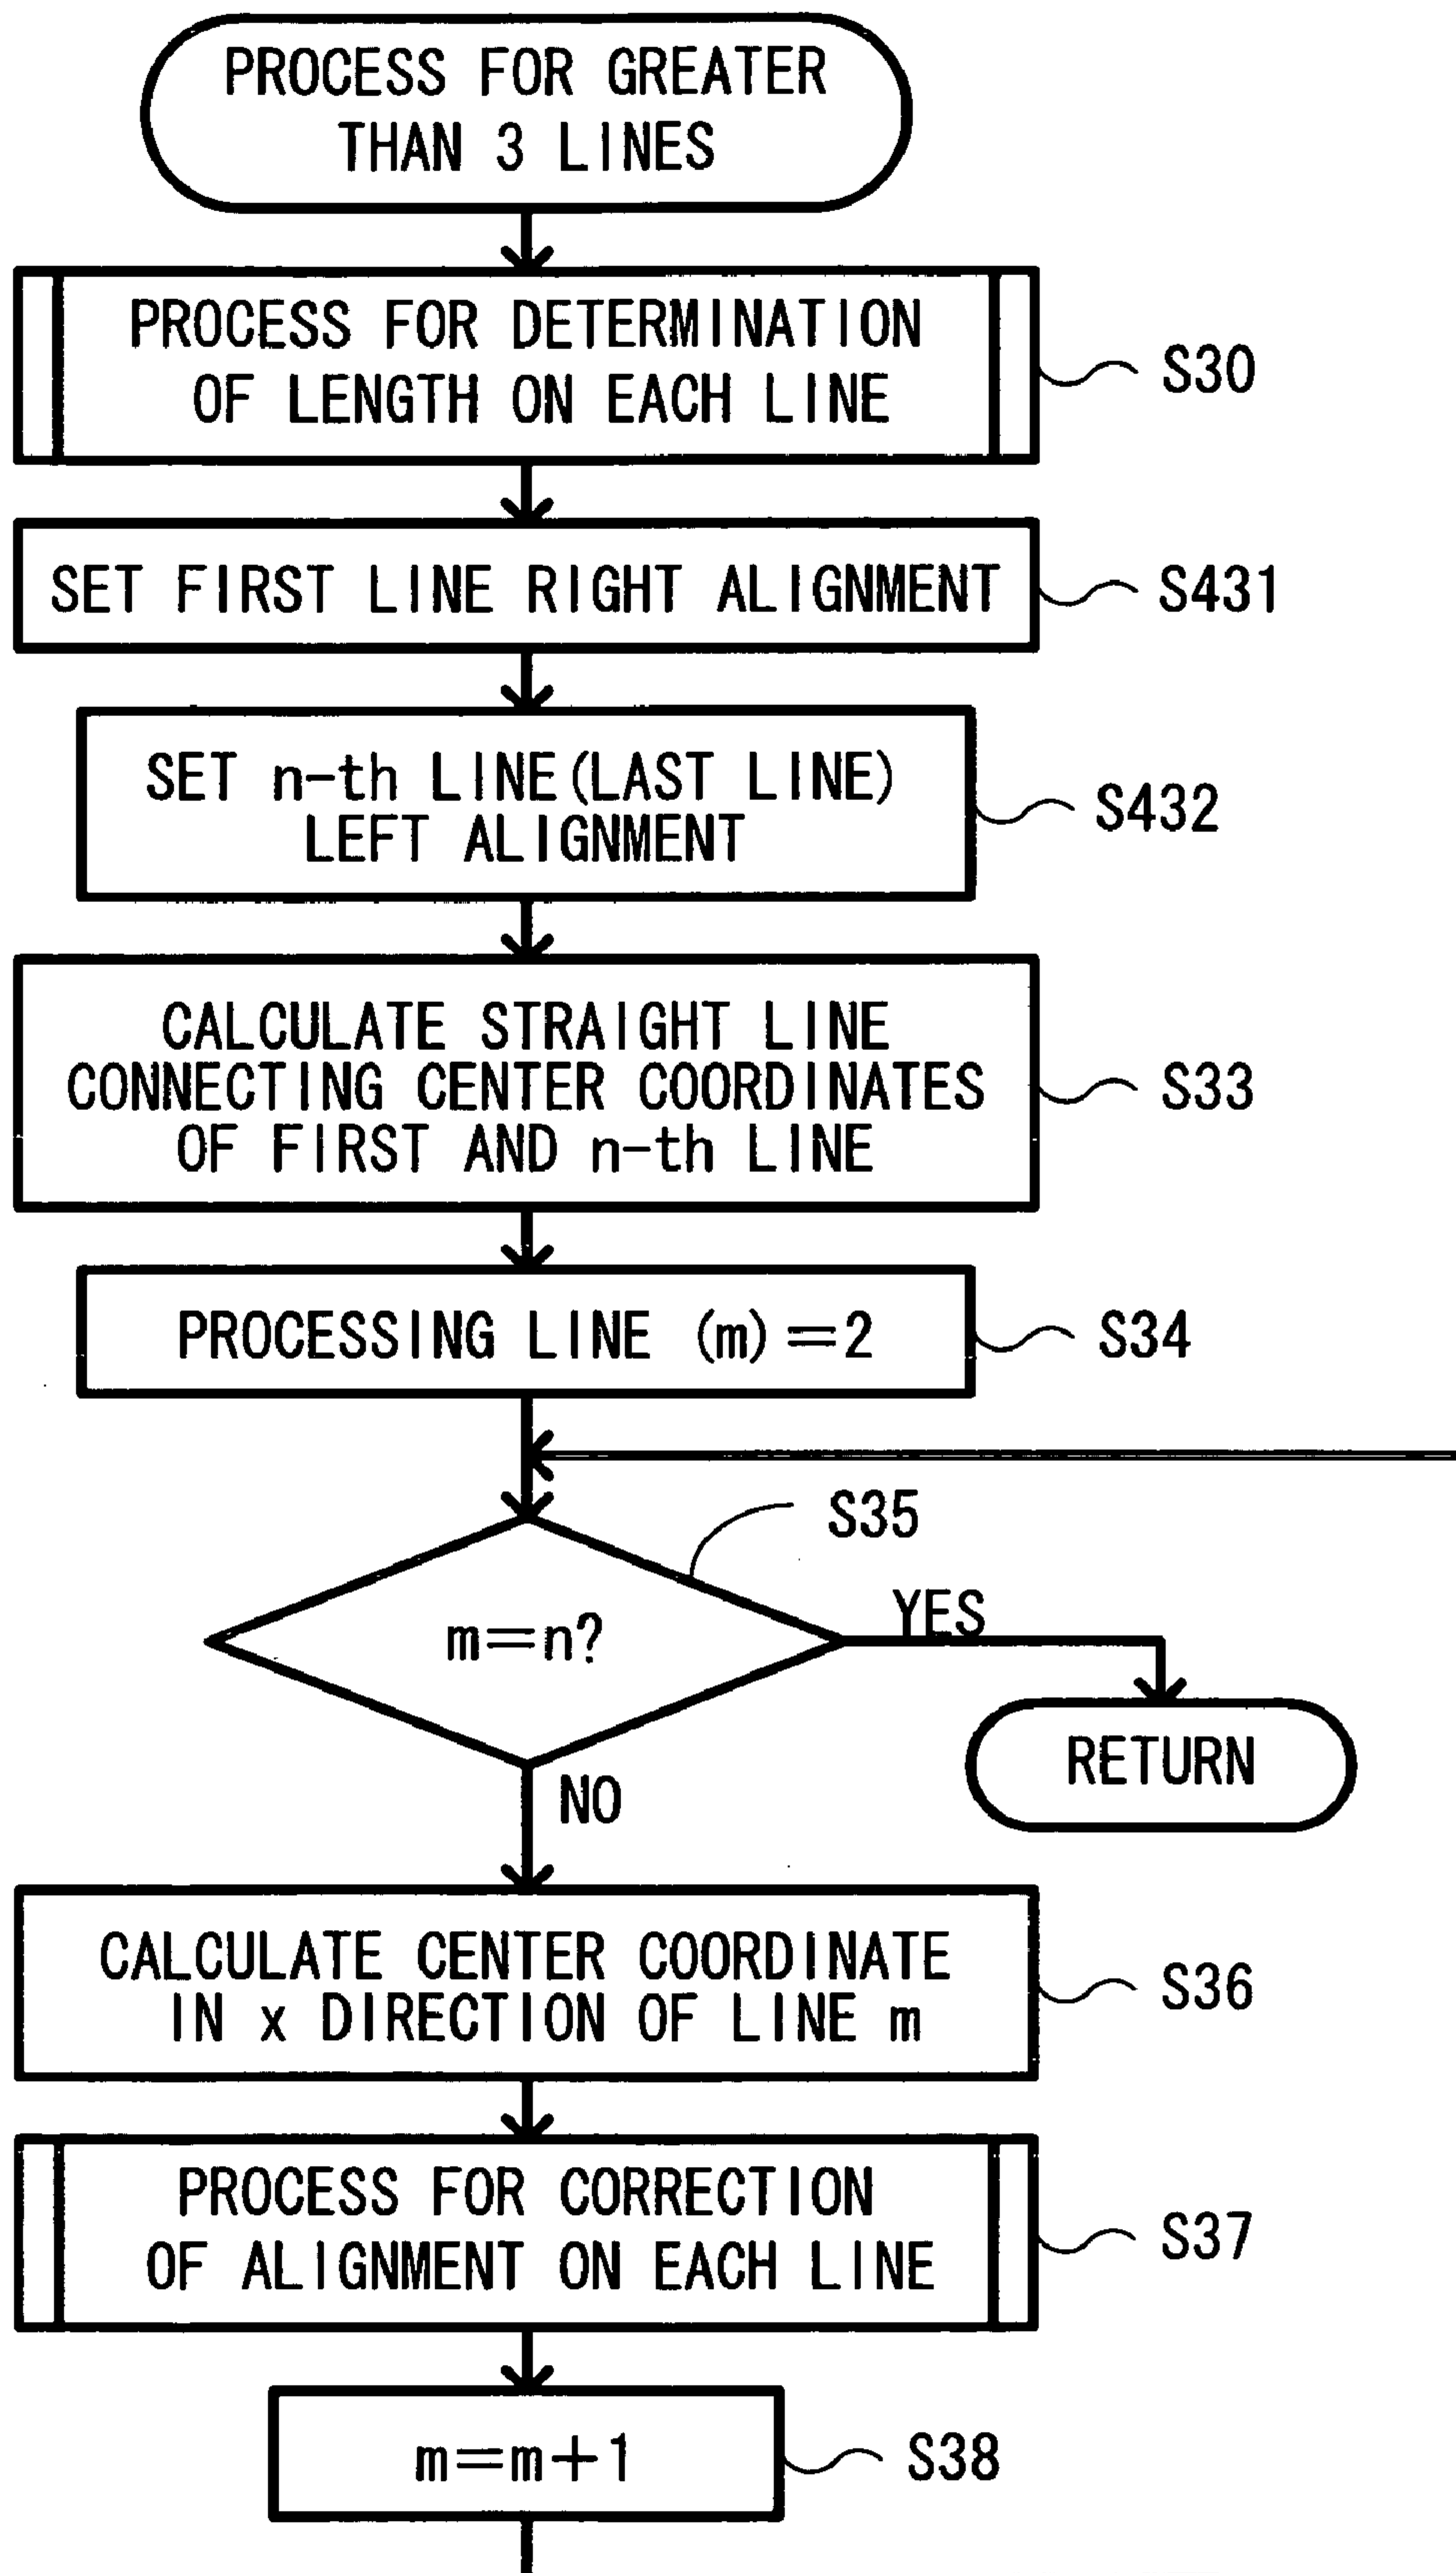 PROCESS FOR GREATER
THAN 3 LINES
PROCESS FOR DETERMINATION
OF LENGTH ON EACH LINE
S30
SET FIRST LINE RIGHT ALIGNMENT
S431
SET n-th LINE(LAST LINE)
LEFT ALIGNMENT
S432
CALCULATE STRAIGHT LINE
CONNECTING CENTER COORDINATES
OF FIRST AND n-th LINE
S33
PROCESSING LINE (m)=2
S34
S35
m=n?
YES
RETURN
NO
CALCULATE CENTER COORDINATE
IN x DIRECTION OF LINE m
S36
PROCESS FOR CORRECTION
OF ALIGNMENT ON EACH LINE
S37
m=m+1
S38